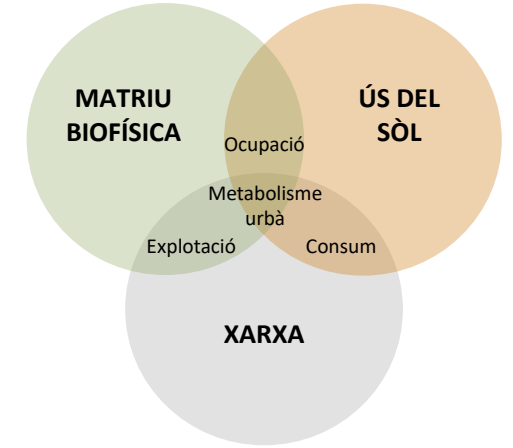 MATRIU
BIOFÍSICA
ÚS DEL
SÒL
Ocupació
Metabolisme
urbà
Explotació
Consum
XARXA